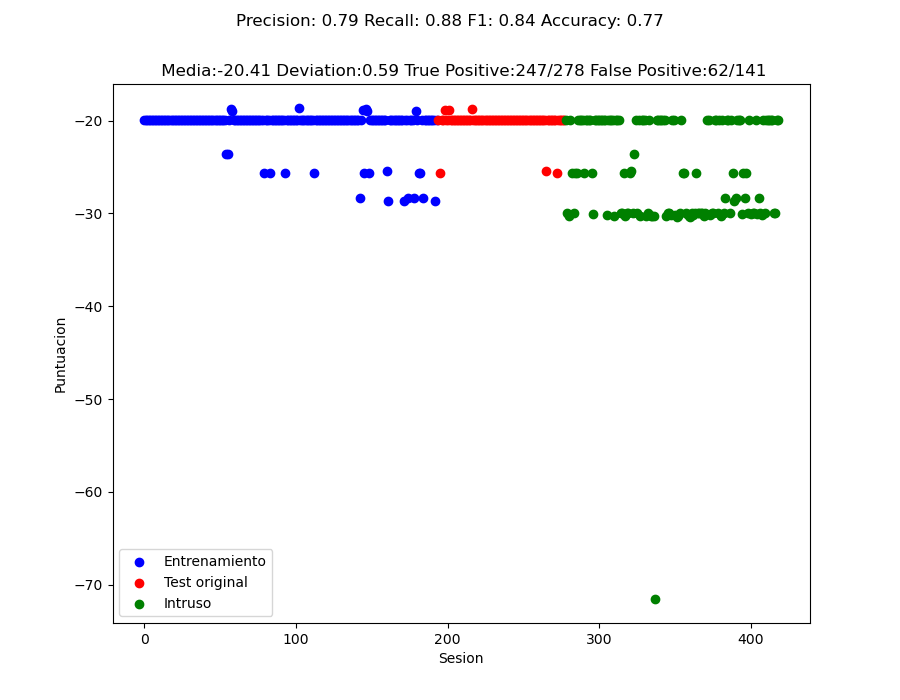 Precision: 0.79 Recall: 0.88 F1: 0.84 Accuracy: 0.77
Media:-20.41 Deviation:0.59 True Positive:247/278 False Positive:62/141
−20
−30
−40
−50
−60
−70
Puntuacion
Entrenamiento
Test original
Intruso
0 100 200 300 400
Sesion